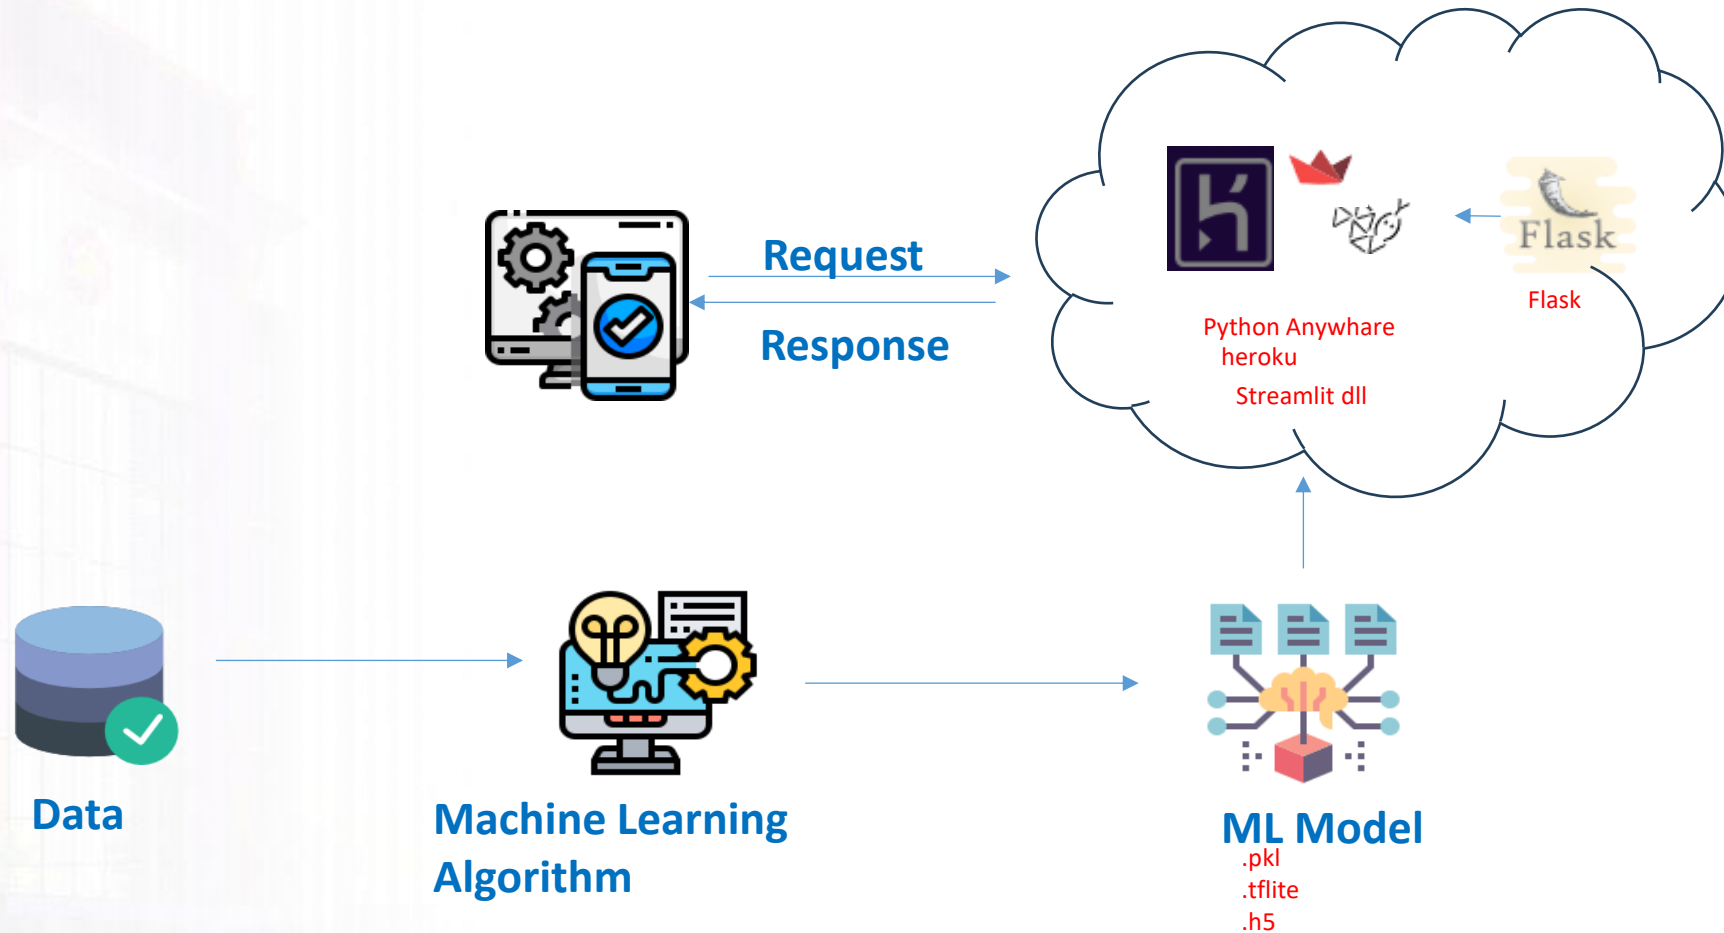 Request
Response
Flask
Flask
Python Anywhare
heroku
Streamlit dll
Data
Machine Learning
Algorithm
ML Model
.pkl
.tflite
.h5